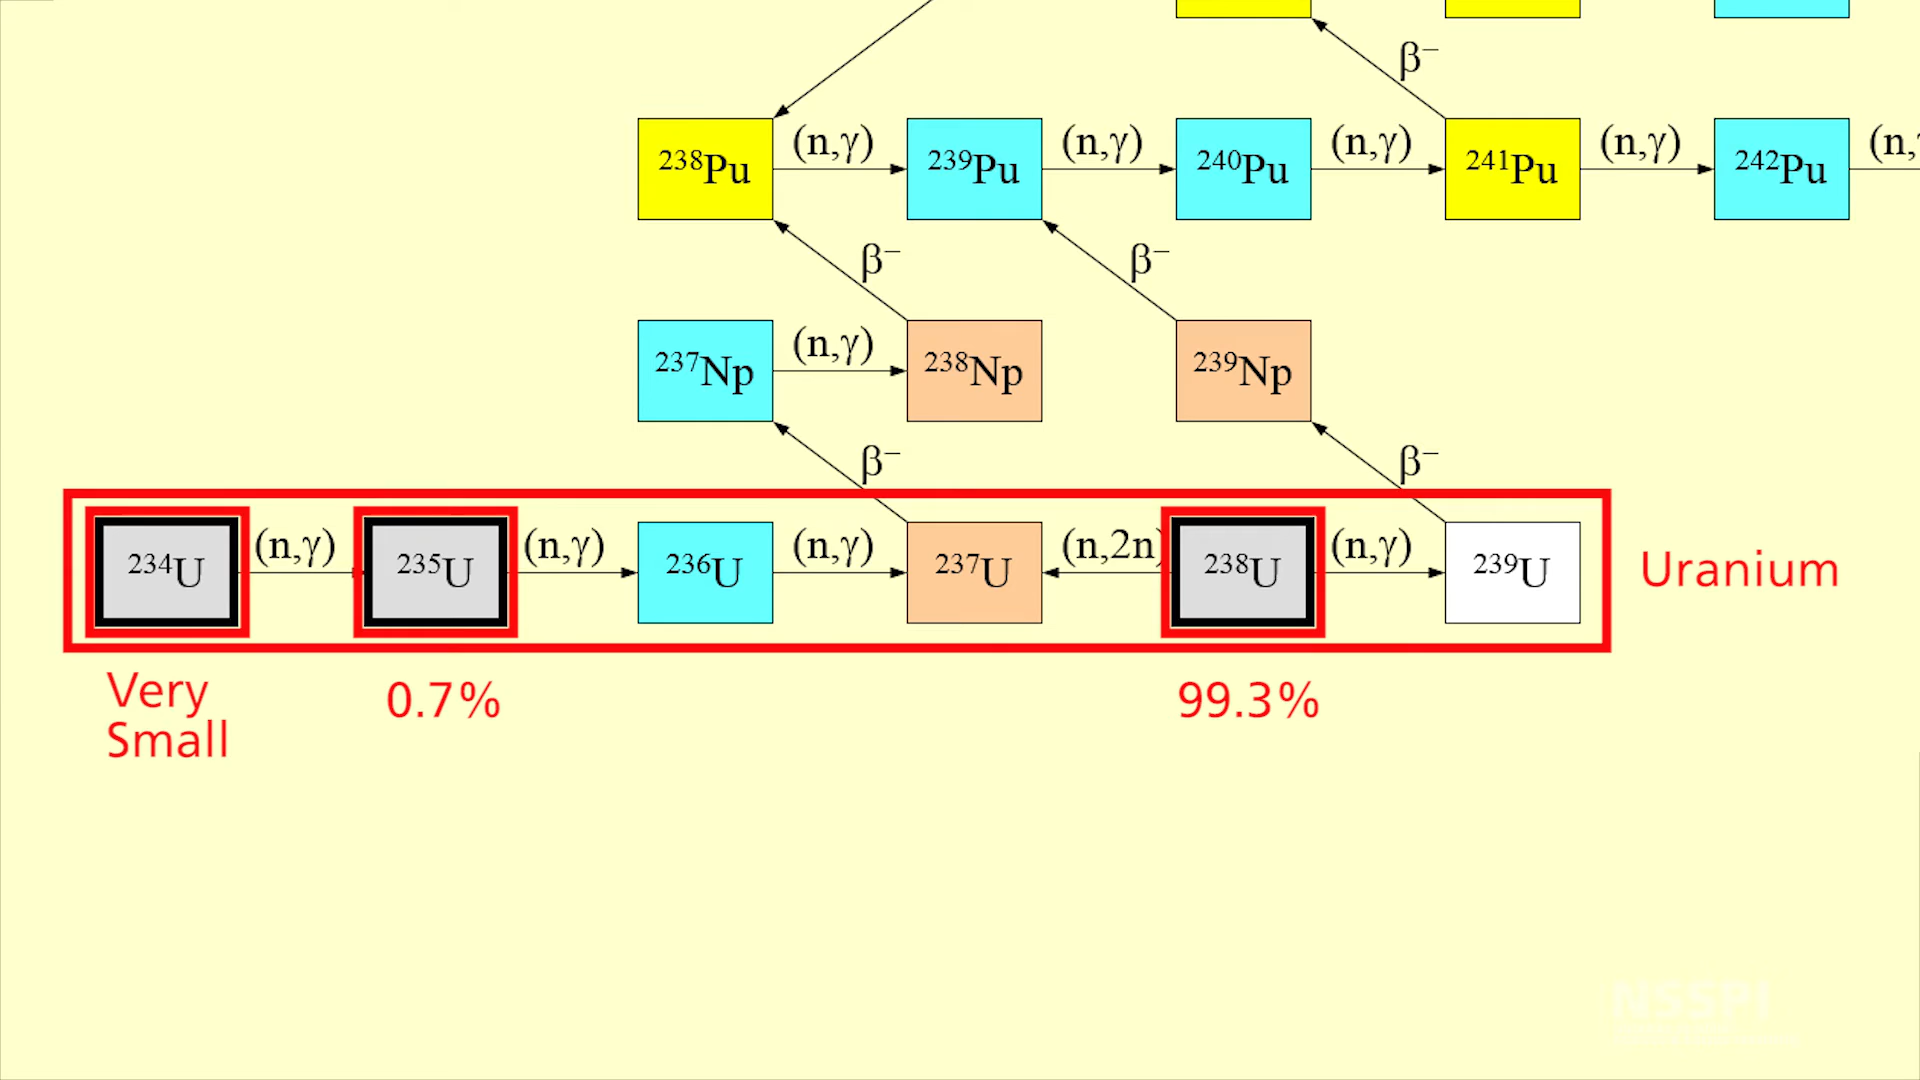 β⁻
²³⁸Pu (n,γ) ²³⁹Pu (n,γ) ²⁴⁰Pu (n,γ) ²⁴¹Pu (n,γ) ²⁴²Pu (n,
β⁻ β⁻
²³⁷Np (n,γ) ²³⁸Np ²³⁹Np
β⁻ β⁻
²³⁴U (n,γ) ²³⁵U (n,γ) ²³⁶U (n,γ) ²³⁷U (n,2n) ²³⁸U (n,γ) ²³⁹U Uranium
Very
Small
0.7%
99.3%
NSSPI